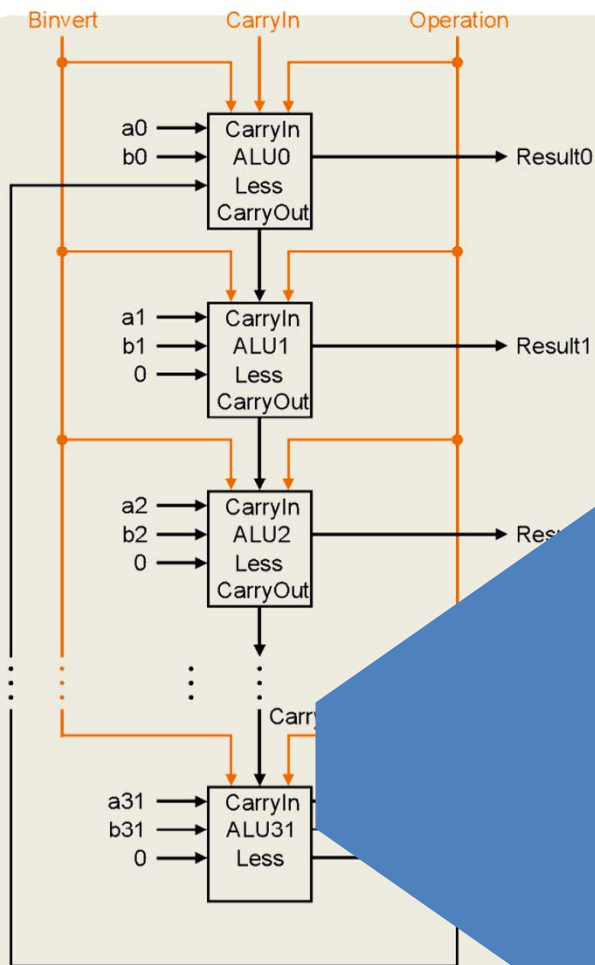 Binvert CarryIn Operation
a0 CarryIn
b0 ALU0 Result0
Less
CarryOut
a1 CarryIn
b1 ALU1 Result1
0 Less
CarryOut
a2 CarryIn
b2 ALU2
0 Less
CarryOut
a31 CarryIn
b31 ALU31
0 Less